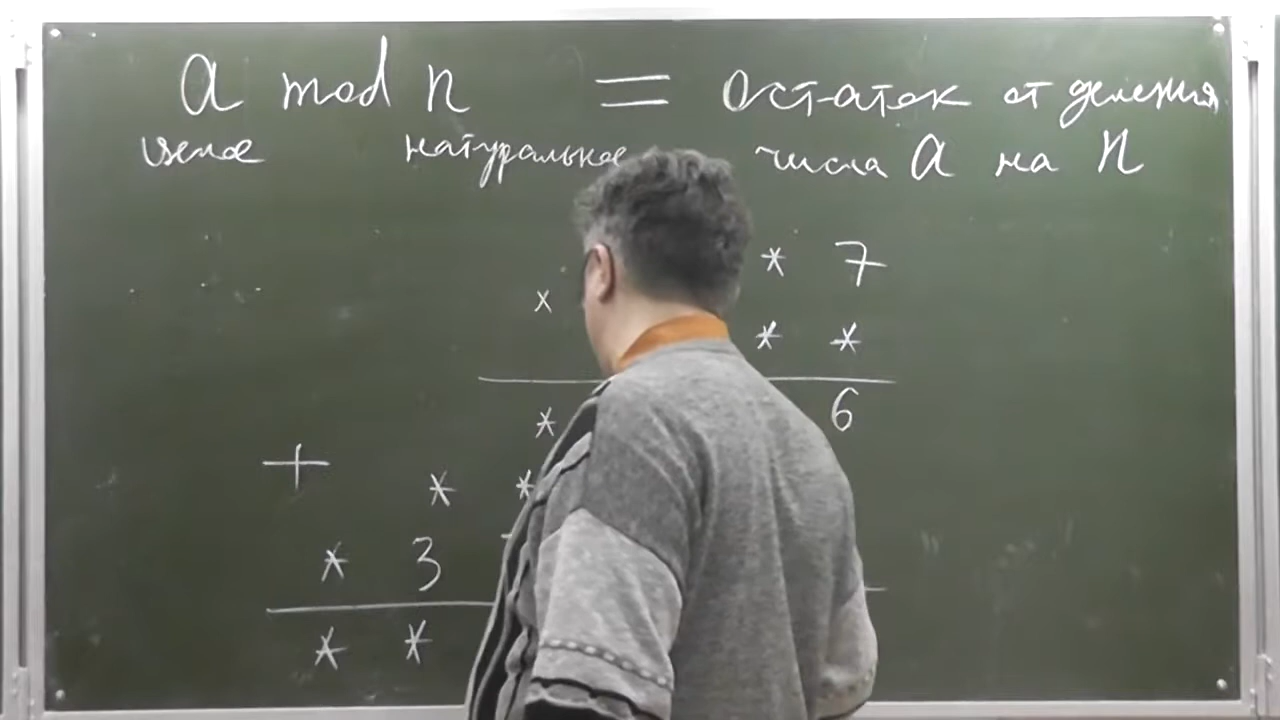 a mod n = Остаток от деления
целое натуральное числа a на n
* 7
x
* *
* 6
+
* *
* 3
* *